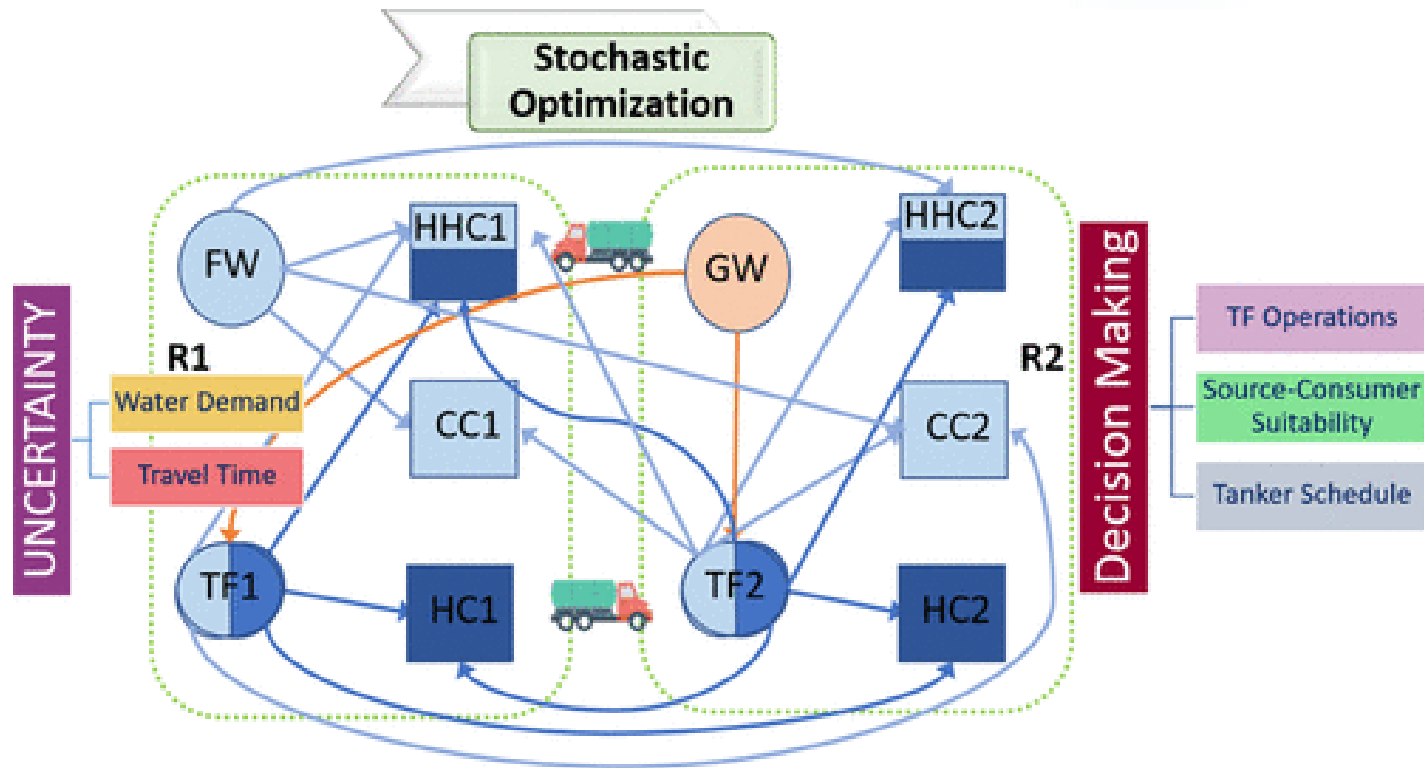 Stochastic
Optimization
FW
HHC1
GW
HHC2
R1
R2
UNCERTAINTY
Water Demand
Travel Time
CC1
CC2
Decision Making
TF Operations
Source-Consumer
Suitability
Tanker Schedule
TF1
HC1
TF2
HC2